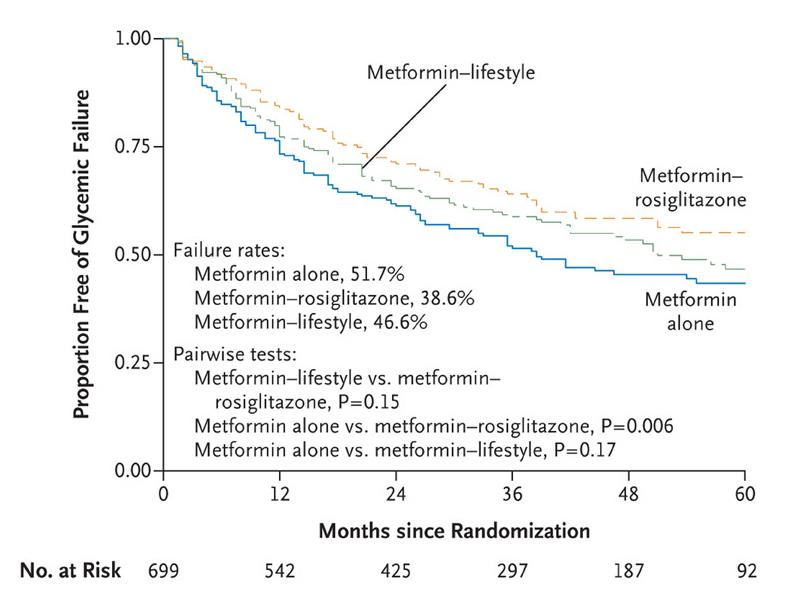 Proportion Free of Glycemic Failure
1.00
0.75
0.50
0.25
0.00
Metformin–lifestyle
Metformin–
rosiglitazone
Metformin
alone
Failure rates:
Metformin alone, 51.7%
Metformin–rosiglitazone, 38.6%
Metformin–lifestyle, 46.6%
Pairwise tests:
Metformin–lifestyle vs. metformin–
rosiglitazone, P=0.15
Metformin alone vs. metformin–rosiglitazone, P=0.006
Metformin alone vs. metformin–lifestyle, P=0.17
0 12 24 36 48 60
Months since Randomization
No. at Risk 699 542 425 297 187 92